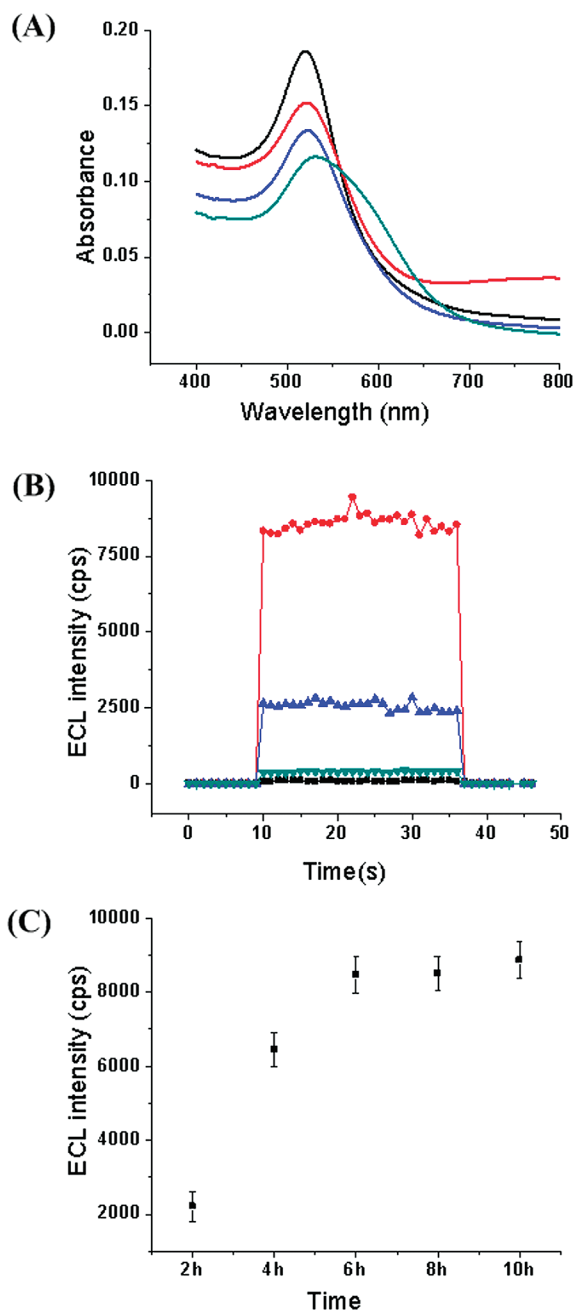 (A)
0.20
0.15
0.10
0.05
0.00
Absorbance
400 500 600 700 800
Wavelength (nm)
(B)
10000
7500
5000
2500
0
ECL intensity (cps)
0 10 20 30 40 50
Time(s)
(C)
10000
8000
6000
4000
2000
ECL intensity (cps)
2h 4h 6h 8h 10h
Time